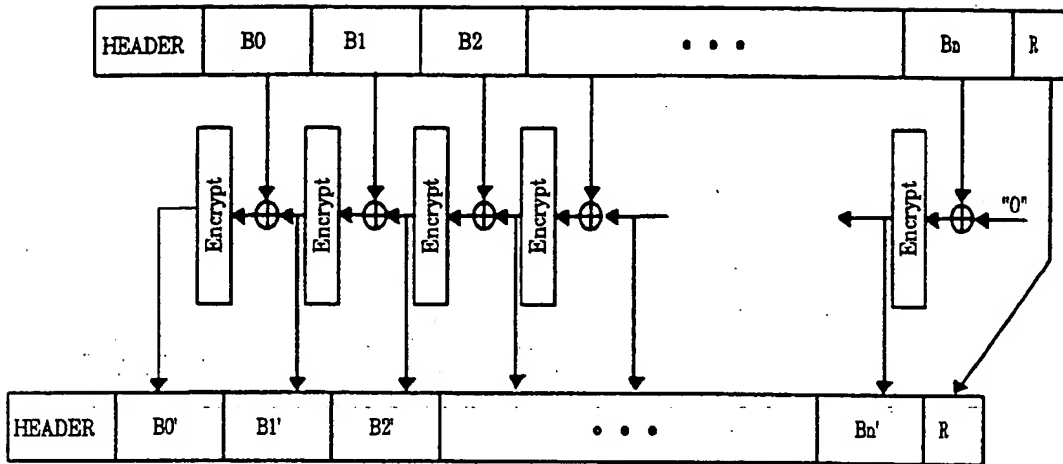 HEADER B0 B1 B2 • • • Bn R
Encrypt Encrypt Encrypt Encrypt Encrypt "0"
HEADER B0' B1' B2' • • • Bn' R